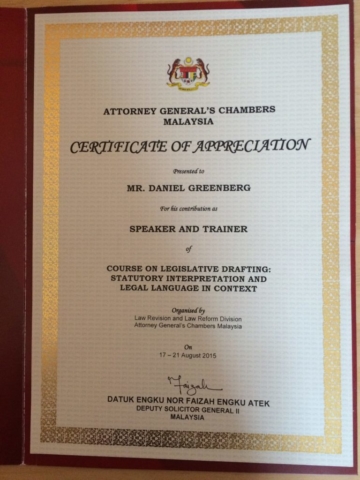 ATTORNEY GENERAL'S CHAMBERS
MALAYSIA
CERTIFICATE OF APPRECIATION
Presented to
MR. DANIEL GREENBERG
For his contribution as
SPEAKER AND TRAINER
of
COURSE ON LEGISLATIVE DRAFTING:
STATUTORY INTERPRETATION AND
LEGAL LANGUAGE IN CONTEXT
Organised by
Law Revision and Law Reform Division
Attorney General's Chambers Malaysia
On
17 – 21 August 2015
Faizah
DATUK ENGKU NOR FAIZAH ENGKU ATEK
DEPUTY SOLICITOR GENERAL II
MALAYSIA